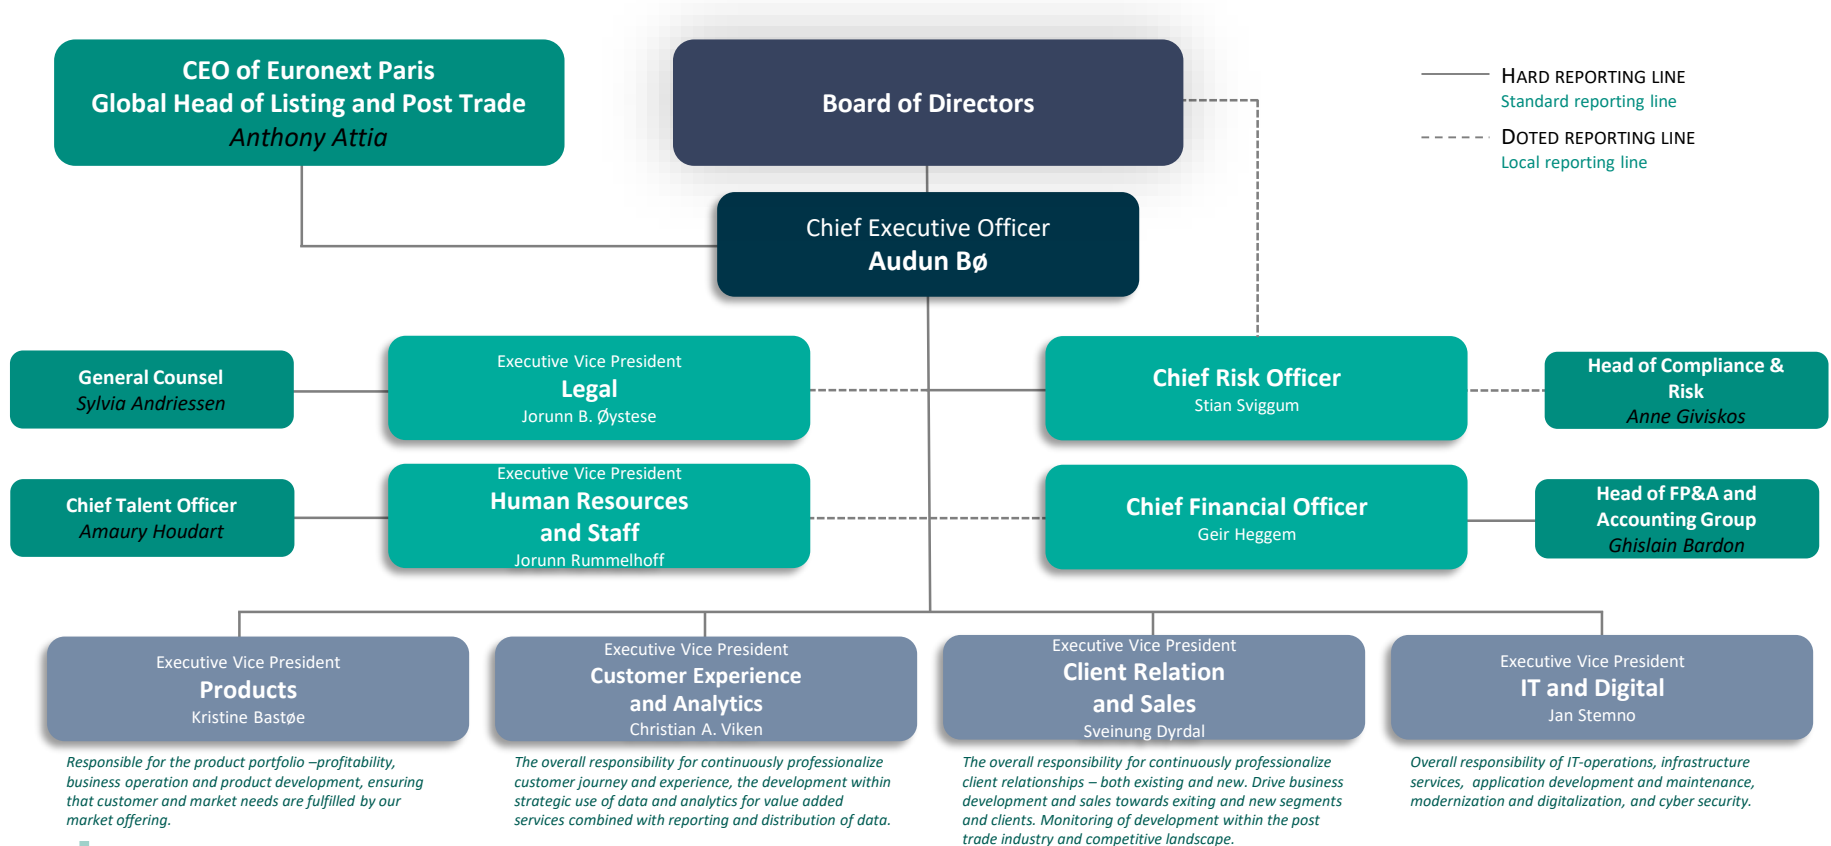 CEO of Euronext Paris
Global Head of Listing and Post Trade
Anthony Attia
Board of Directors
HARD REPORTING LINE
Standard reporting line
DOTED REPORTING LINE
Local reporting line
Chief Executive Officer
Audun Bø
General Counsel
Sylvia Andriessen
Executive Vice President
Legal
Jorunn B. Øystese
Chief Risk Officer
Stian Sviggum
Head of Compliance &
Risk
Anne Giviskos
Chief Talent Officer
Amaury Houdart
Executive Vice President
Human Resources
and Staff
Jorunn Rummelhoff
Chief Financial Officer
Geir Heggem
Head of FP&A and
Accounting Group
Ghislain Bardon
Executive Vice President
Products
Kristine Bastøe
Executive Vice President
Customer Experience
and Analytics
Christian A. Viken
Executive Vice President
Client Relation
and Sales
Sveinung Dyrdal
Executive Vice President
IT and Digital
Jan Stemno
Responsible for the product portfolio –profitability,
business operation and product development, ensuring
that customer and market needs are fulfilled by our
market offering.
The overall responsibility for continuously professionalize
customer journey and experience, the development within
strategic use of data and analytics for value added
services combined with reporting and distribution of data.
The overall responsibility for continuously professionalize
client relationships – both existing and new. Drive business
development and sales towards exiting and new segments
and clients. Monitoring of development within the post
trade industry and competitive landscape.
Overall responsibility of IT-operations, infrastructure
services, application development and maintenance,
modernization and digitalization, and cyber security.